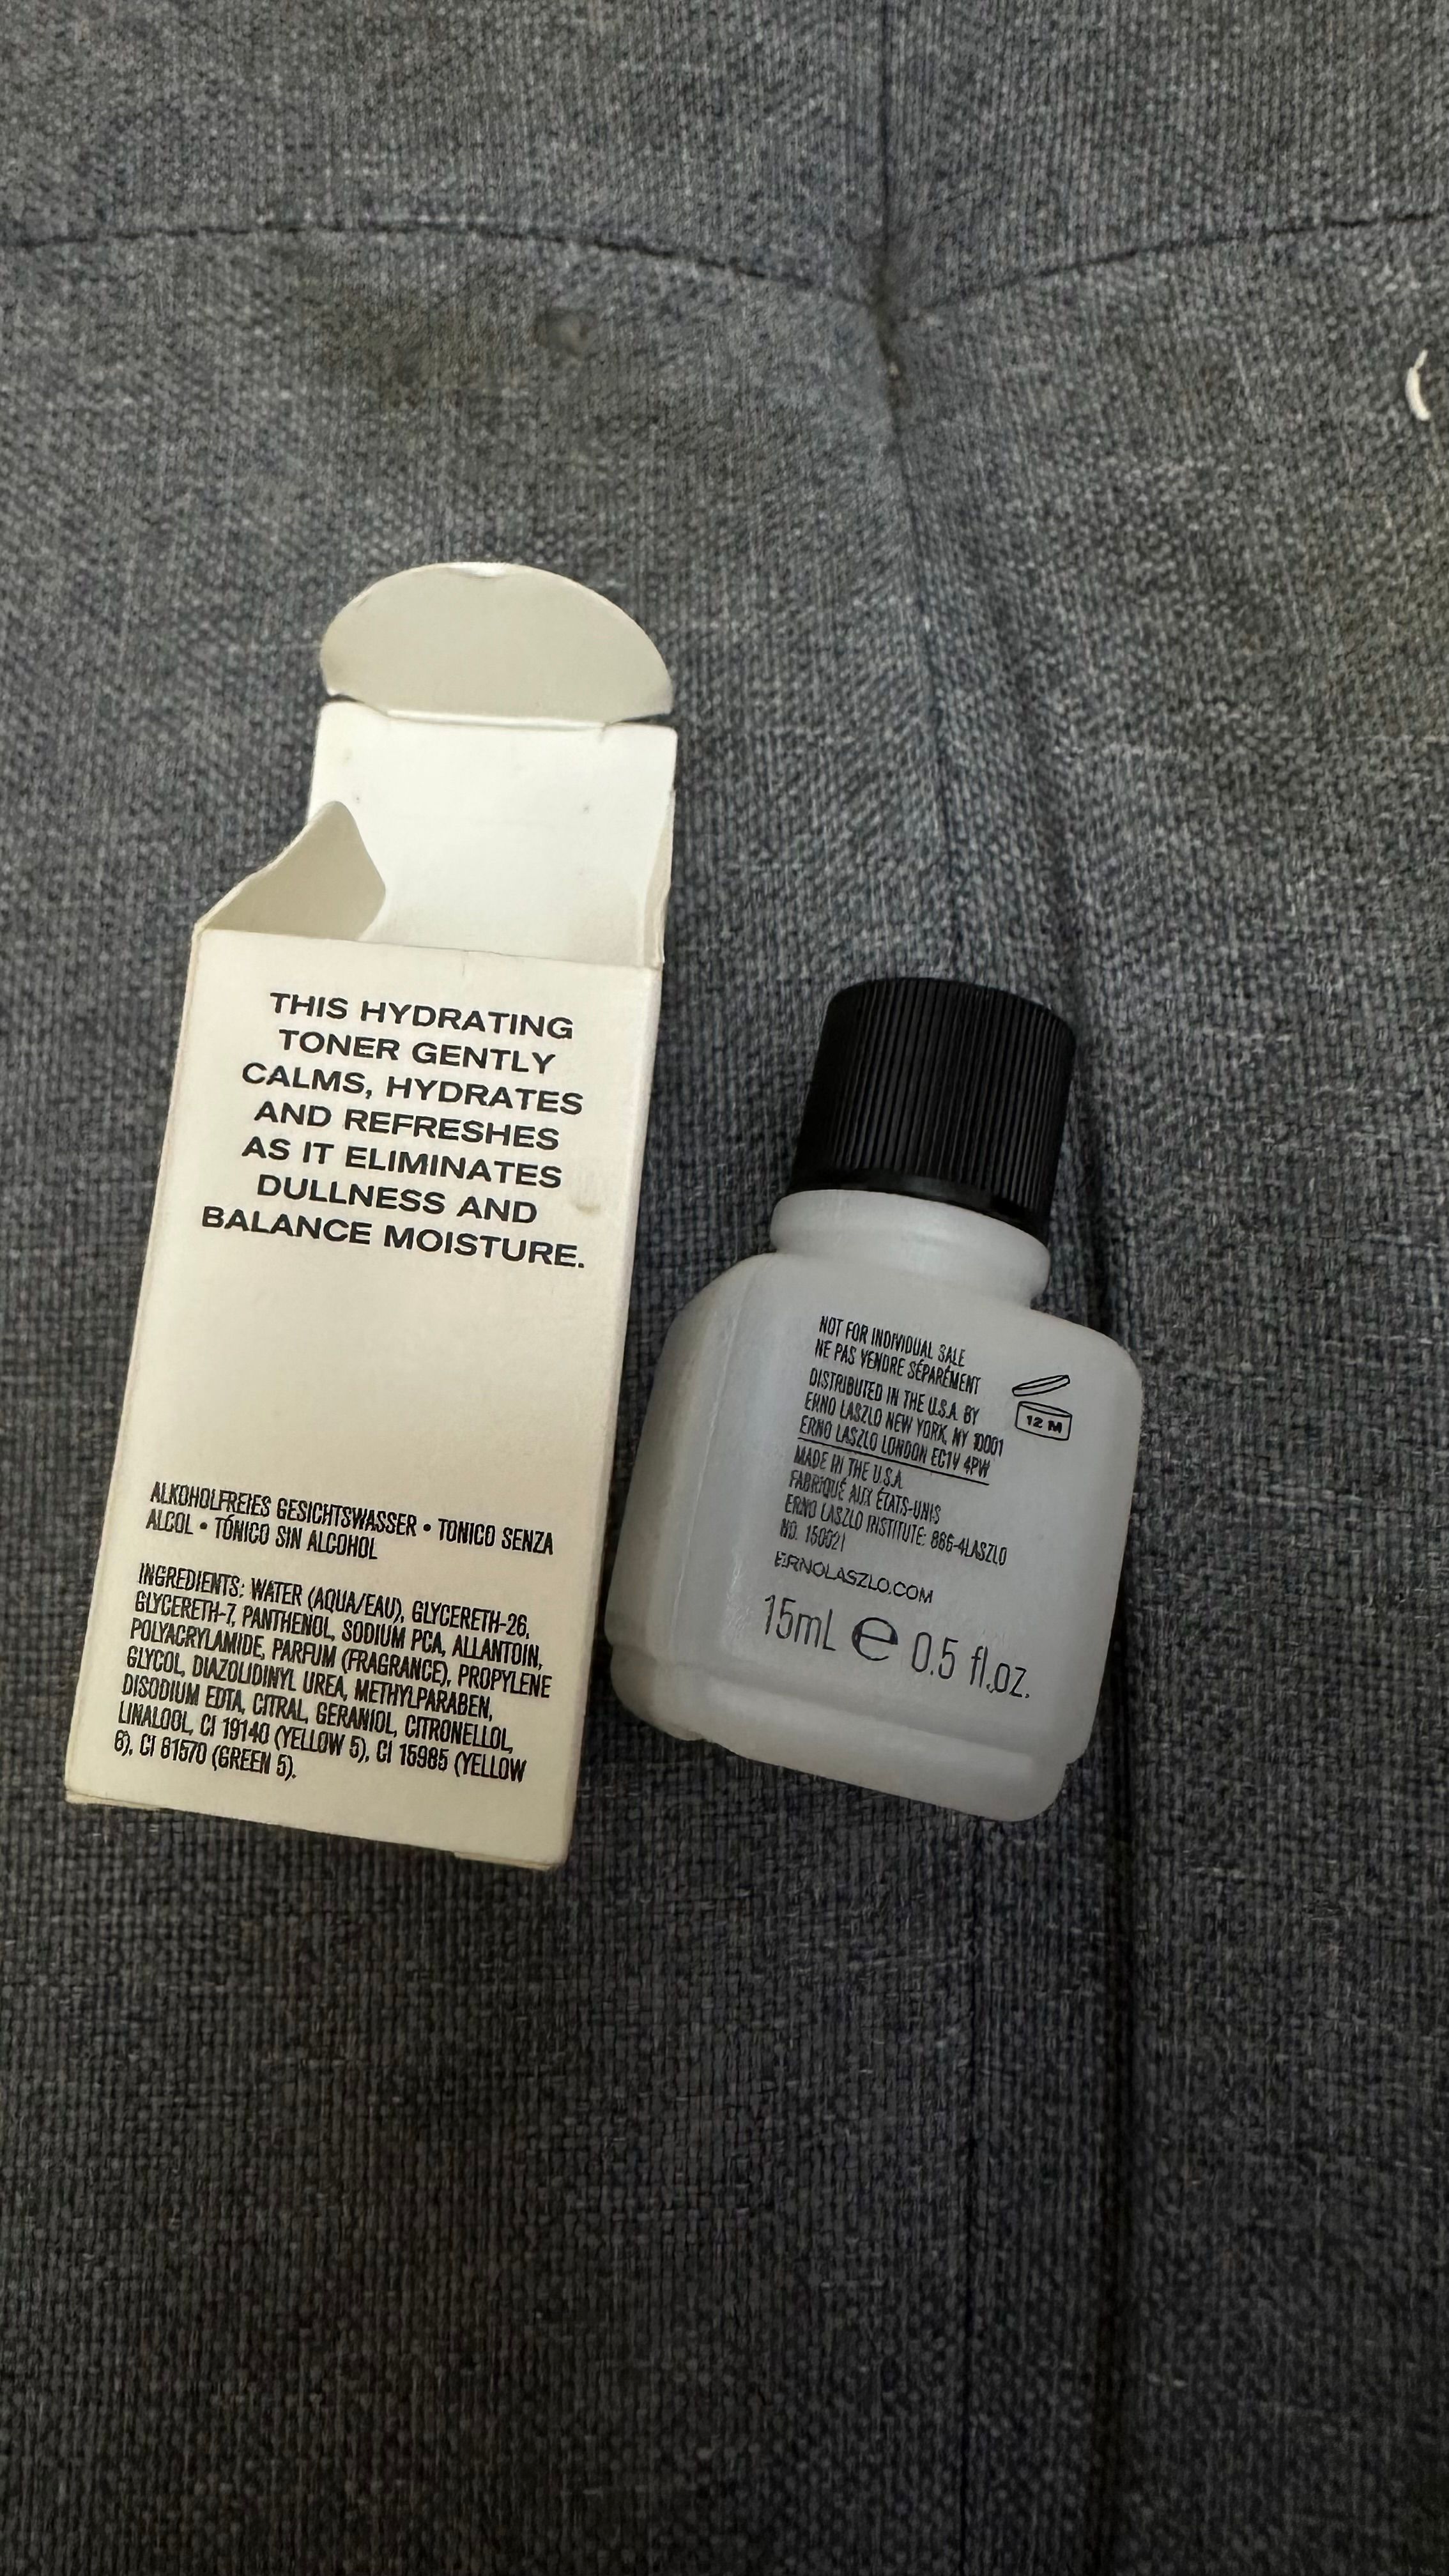 THIS HYDRATING
TONER GENTLY
CALMS, HYDRATES
AND REFRESHES
AS IT ELIMINATES
DULLNESS AND
BALANCE MOISTURE.
ALKOHOLFREIES GESICHTSWASSER • TONICO SENZA
ALCOL • TÓNICO SIN ALCOHOL
INGREDIENTS: WATER (AQUA/EAU), GLYCERETH-26,
GLYCERETH-7, PANTHENOL, SODIUM PCA, ALLANTOIN,
POLYACRYLAMIDE, PARFUM (FRAGRANCE), PROPYLENE
GLYCOL, DIAZOLIDINYL UREA, METHYLPARABEN,
DISODIUM EDTA, CITRAL, GERANIOL, CITRONELLOL,
LINALOOL, CI 19140 (YELLOW 5), CI 15985 (YELLOW
6), CI 61570 (GREEN 5).
NOT FOR INDIVIDUAL SALE
NE PAS VENDRE SÉPARÉMENT
DISTRIBUTED IN THE U.S.A. BY
ERNO LASZLO NEW YORK, NY 10001
ERNO LASZLO LONDON EC1V 4PW
MADE IN THE U.S.A.
FABRIQUÉ AUX ÉTATS-UNIS
ERNO LASZLO INSTITUTE: 866-4LASZLO
NO. 150021
ERNOLASZLO.COM
12 M
15mL e 0.5 fl.oz.